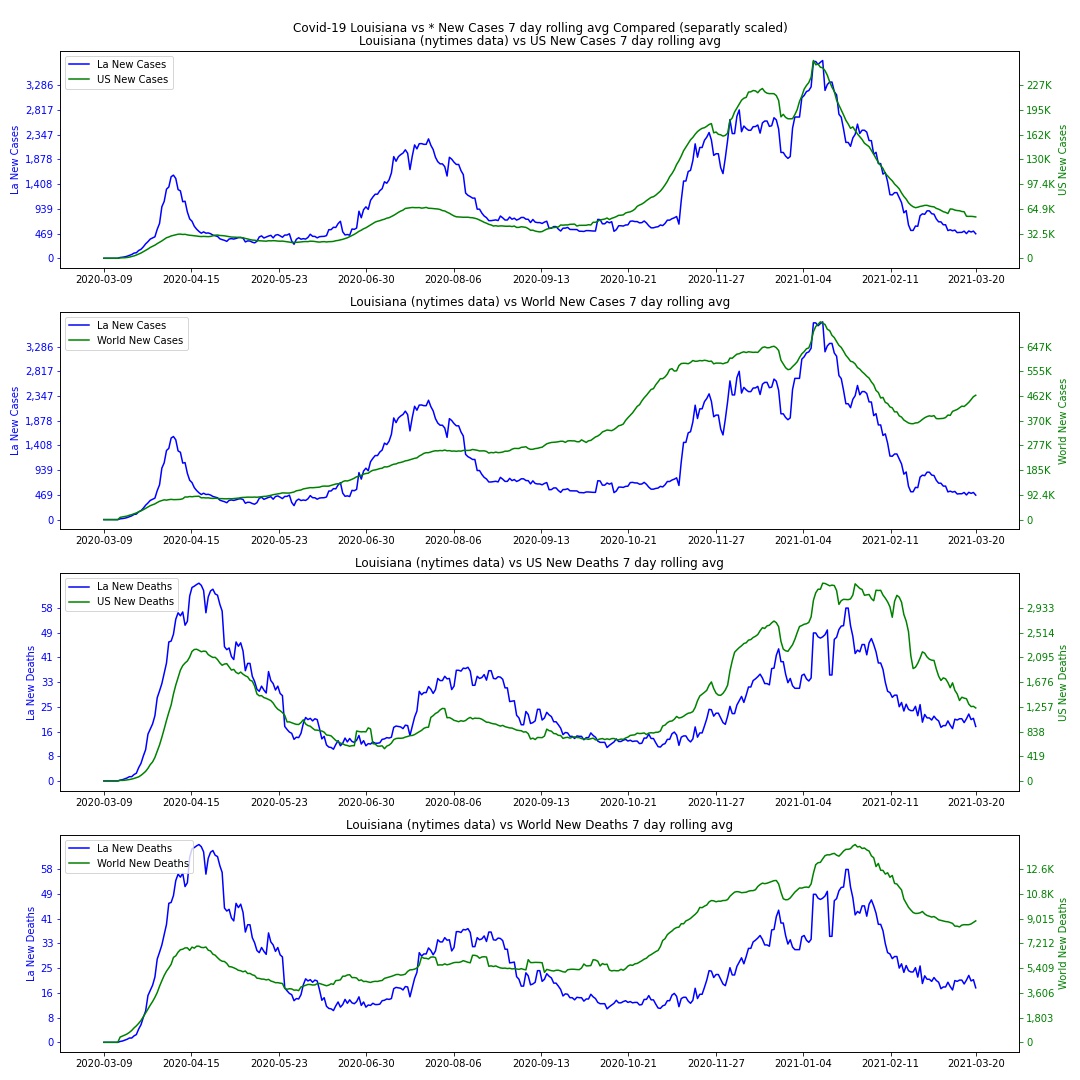 Covid-19 Louisiana vs * New Cases 7 day rolling avg Compared (separatly scaled)
Louisiana (nytimes data) vs US New Cases 7 day rolling avg
La New Cases
US New Cases
3,286
2,817
2,347
1,878
1,408
939
469
0
La New Cases
227K
195K
162K
130K
97.4K
64.9K
32.5K
0
US New Cases
2020-03-09 2020-04-15 2020-05-23 2020-06-30 2020-08-06 2020-09-13 2020-10-21 2020-11-27 2021-01-04 2021-02-11 2021-03-20
Louisiana (nytimes data) vs World New Cases 7 day rolling avg
La New Cases
World New Cases
3,286
2,817
2,347
1,878
1,408
939
469
0
La New Cases
647K
555K
462K
370K
277K
185K
92.4K
0
World New Cases
2020-03-09 2020-04-15 2020-05-23 2020-06-30 2020-08-06 2020-09-13 2020-10-21 2020-11-27 2021-01-04 2021-02-11 2021-03-20
Louisiana (nytimes data) vs US New Deaths 7 day rolling avg
La New Deaths
US New Deaths
58
49
41
33
25
16
8
0
La New Deaths
2,933
2,514
2,095
1,676
1,257
838
419
0
US New Deaths
2020-03-09 2020-04-15 2020-05-23 2020-06-30 2020-08-06 2020-09-13 2020-10-21 2020-11-27 2021-01-04 2021-02-11 2021-03-20
Louisiana (nytimes data) vs World New Deaths 7 day rolling avg
La New Deaths
World New Deaths
58
49
41
33
25
16
8
0
La New Deaths
12.6K
10.8K
9,015
7,212
5,409
3,606
1,803
0
World New Deaths
2020-03-09 2020-04-15 2020-05-23 2020-06-30 2020-08-06 2020-09-13 2020-10-21 2020-11-27 2021-01-04 2021-02-11 2021-03-20